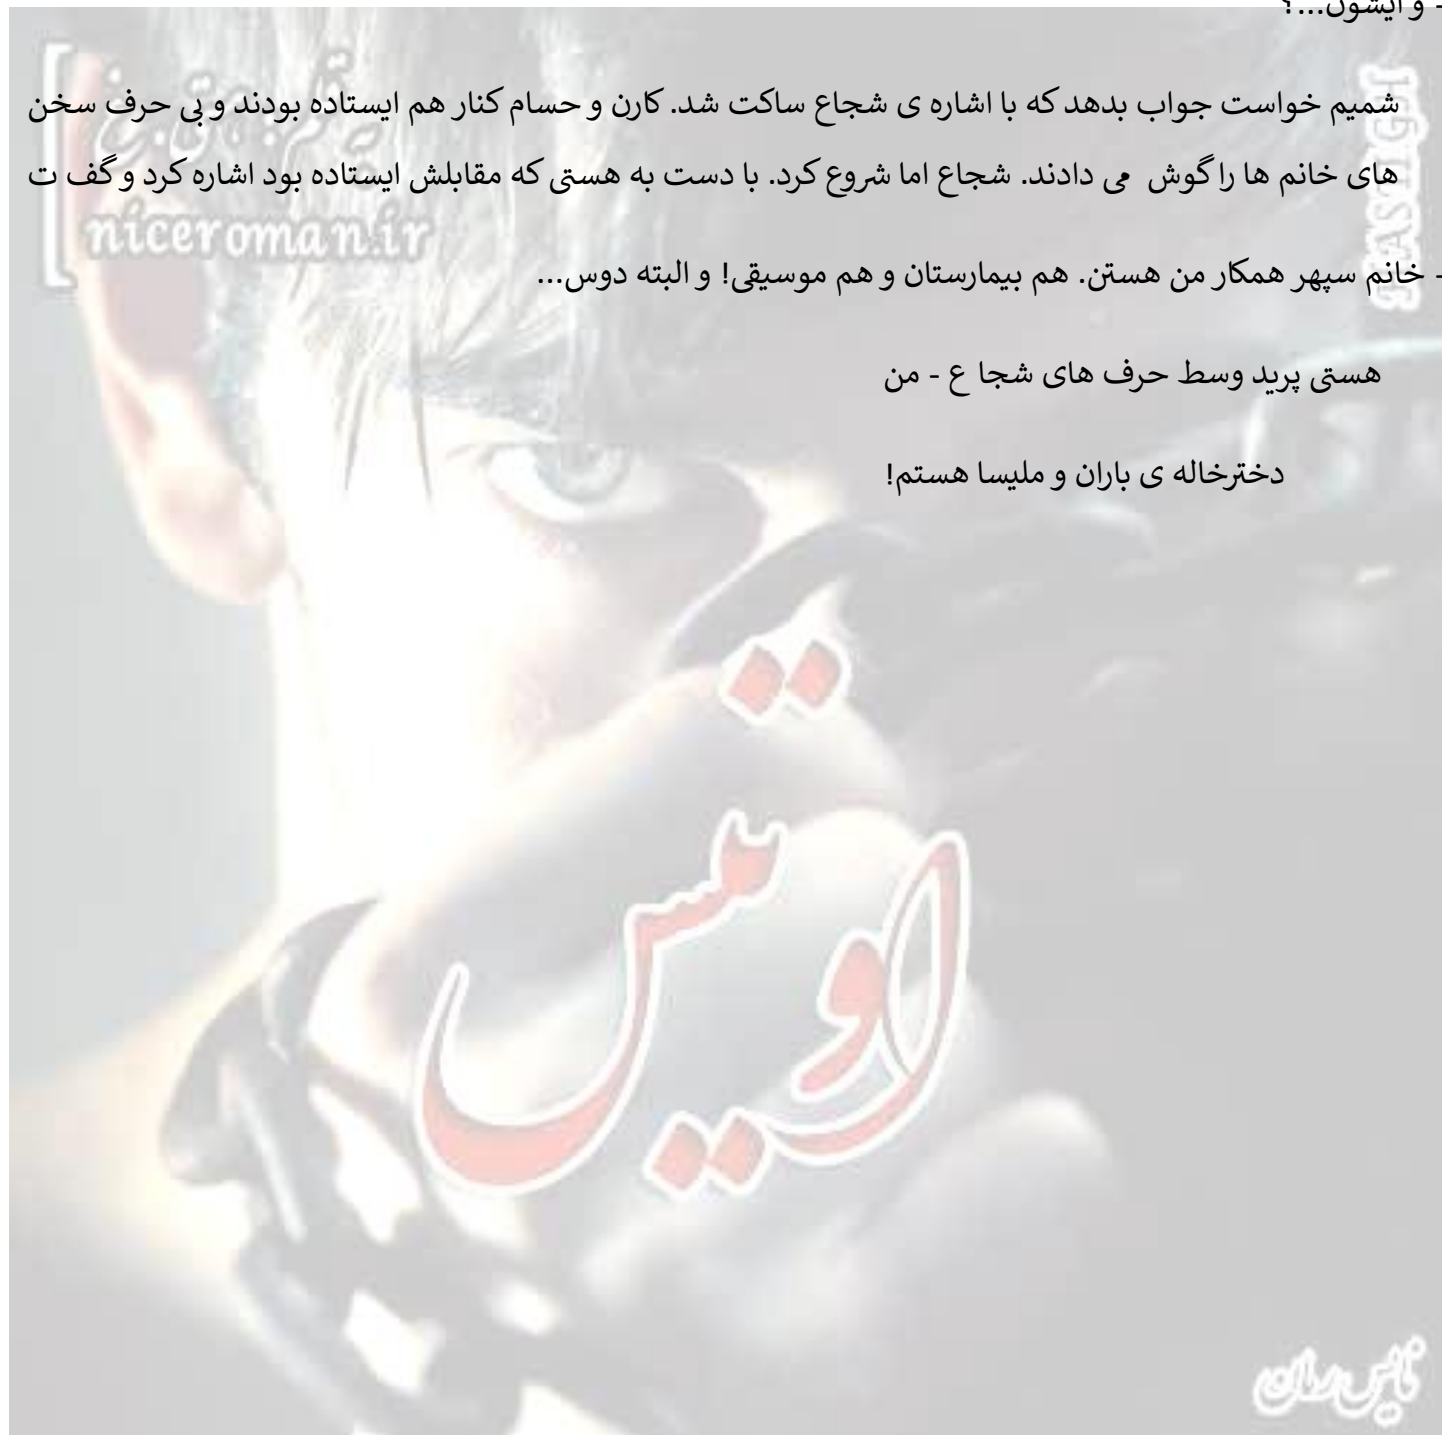 - و ایشون...؟
شمیم خواست جواب بدهد که با اشاره ی شجاع ساکت شد. کارن و حسام کنار هم ایستاده بودند و بی حرف سخن
های خانم ها را گوش می دادند. شجاع اما شروع کرد. با دست به هستی که مقابلش ایستاده بود اشاره کرد و گف ت
niceroman.ir
- خانم سپهر همکار من هستن. هم بیمارستان و هم موسیقی! و البته دوس...
هستی پرید وسط حرف های شجا ع - من
دخترخاله ی باران و ملیسا هستم!
اویتیس
نایس رمان